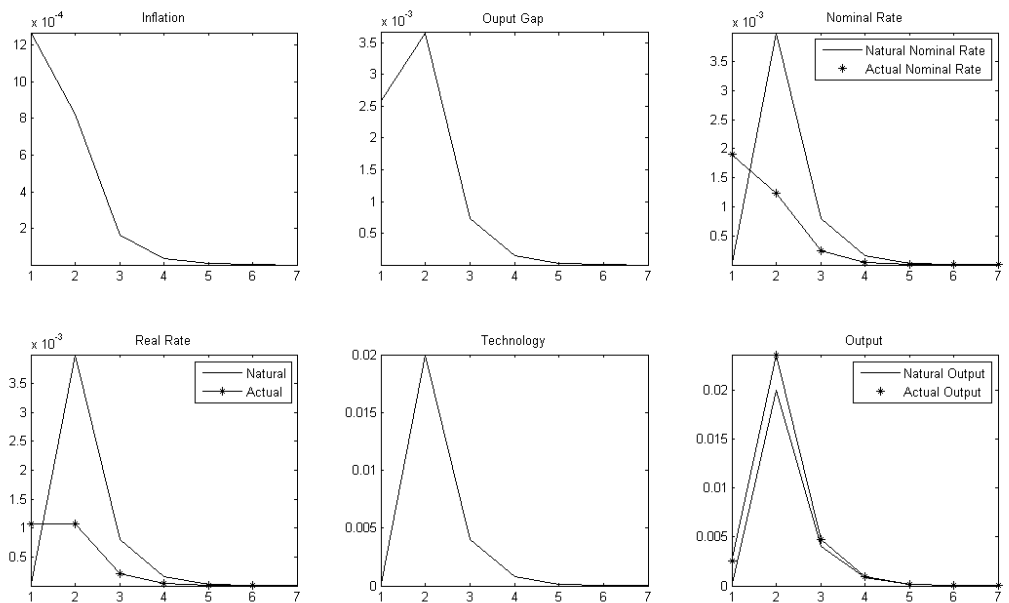 Inflation
x 10-4
12
10
8
6
4
2
1 2 3 4 5 6 7
Ouput Gap
x 10-3
3.5
3
2.5
2
1.5
1
0.5
1 2 3 4 5 6 7
Nominal Rate
x 10-3
Natural Nominal Rate
Actual Nominal Rate
3.5
3
2.5
2
1.5
1
0.5
1 2 3 4 5 6 7
Real Rate
x 10-3
Natural
Actual
3.5
3
2.5
2
1.5
1
0.5
1 2 3 4 5 6 7
Technology
0.02
0.015
0.01
0.005
0
1 2 3 4 5 6 7
Output
Natural Output
Actual Output
0.02
0.015
0.01
0.005
0
1 2 3 4 5 6 7